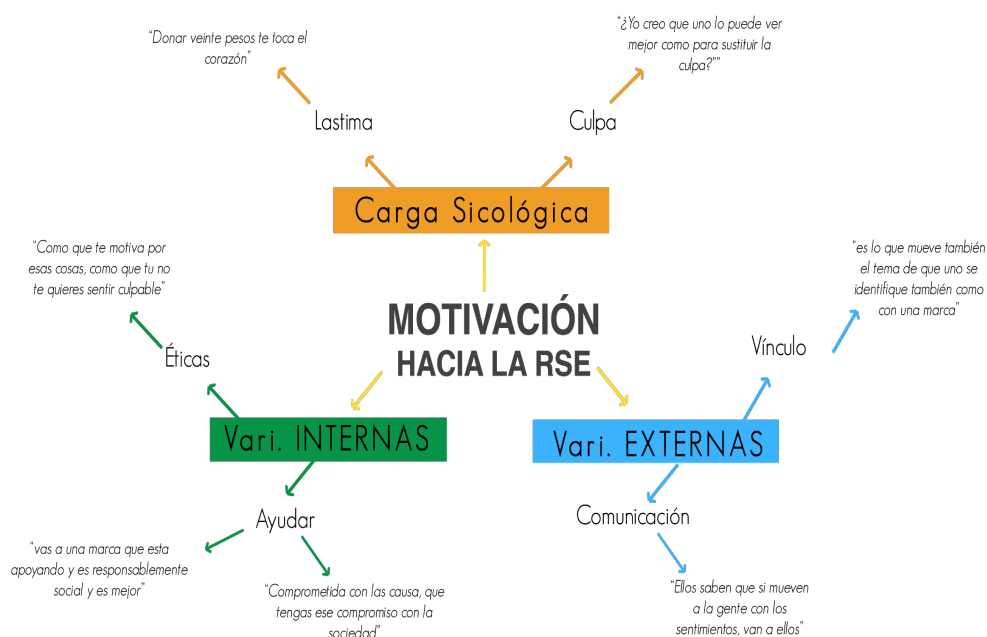 “Donar veinte pesos te toca el
corazón”
“¿Yo creo que uno lo puede ver
mejor como para sustituir la
culpa?””
Lastima
Culpa
Carga Sicológica
“Como que te motiva por
esas cosas, como que tu no
te quieres sentir culpable”
“es lo que mueve también
el tema de que uno se
identifique también como
con una marca”
MOTIVACIÓN
HACIA LA RSE
Éticas
Vínculo
Vari. INTERNAS
Vari. EXTERNAS
Ayudar
Comunicación
“vas a una marca que esta
apoyando y es responsablemente
social y es mejor”
“Comprometida con las causa, que
tengas ese compromiso con la
sociedad”
“Ellos saben que si mueven
a la gente con los
sentimientos, van a ellos”